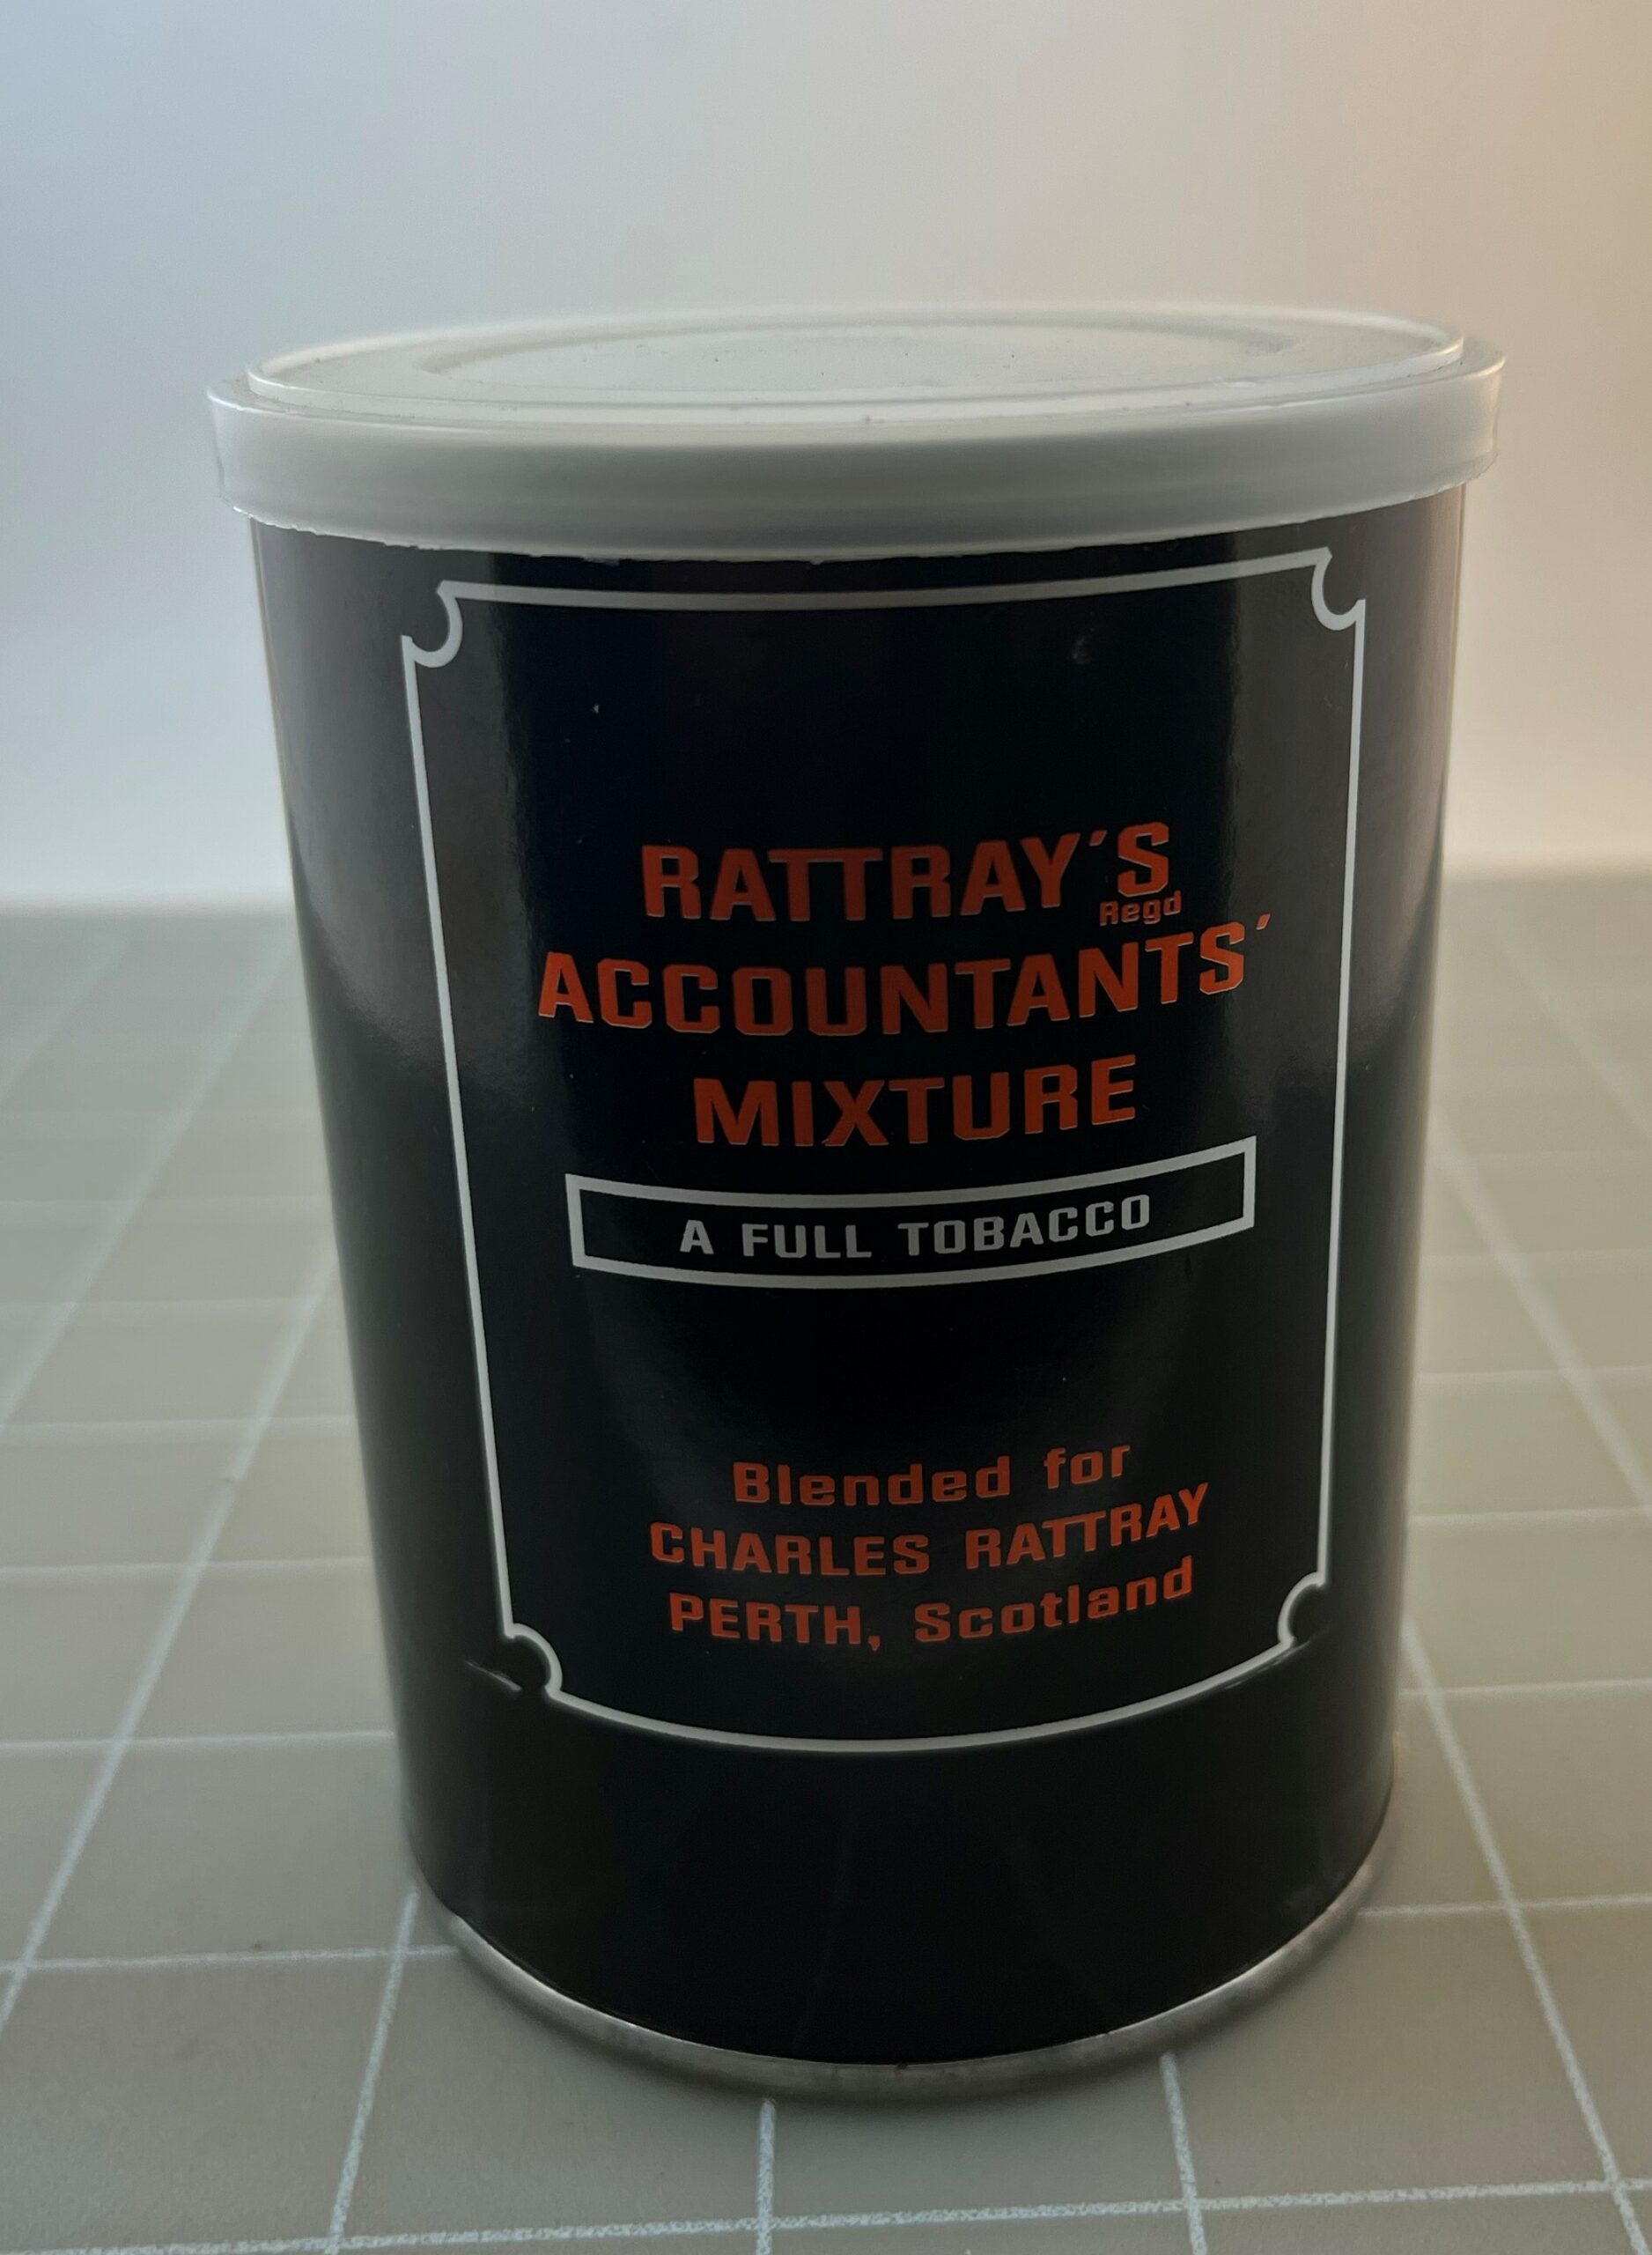 RATTRAY'S
Regd
ACCOUNTANTS'
MIXTURE
A FULL TOBACCO
Blended for
CHARLES RATTRAY
PERTH, Scotland